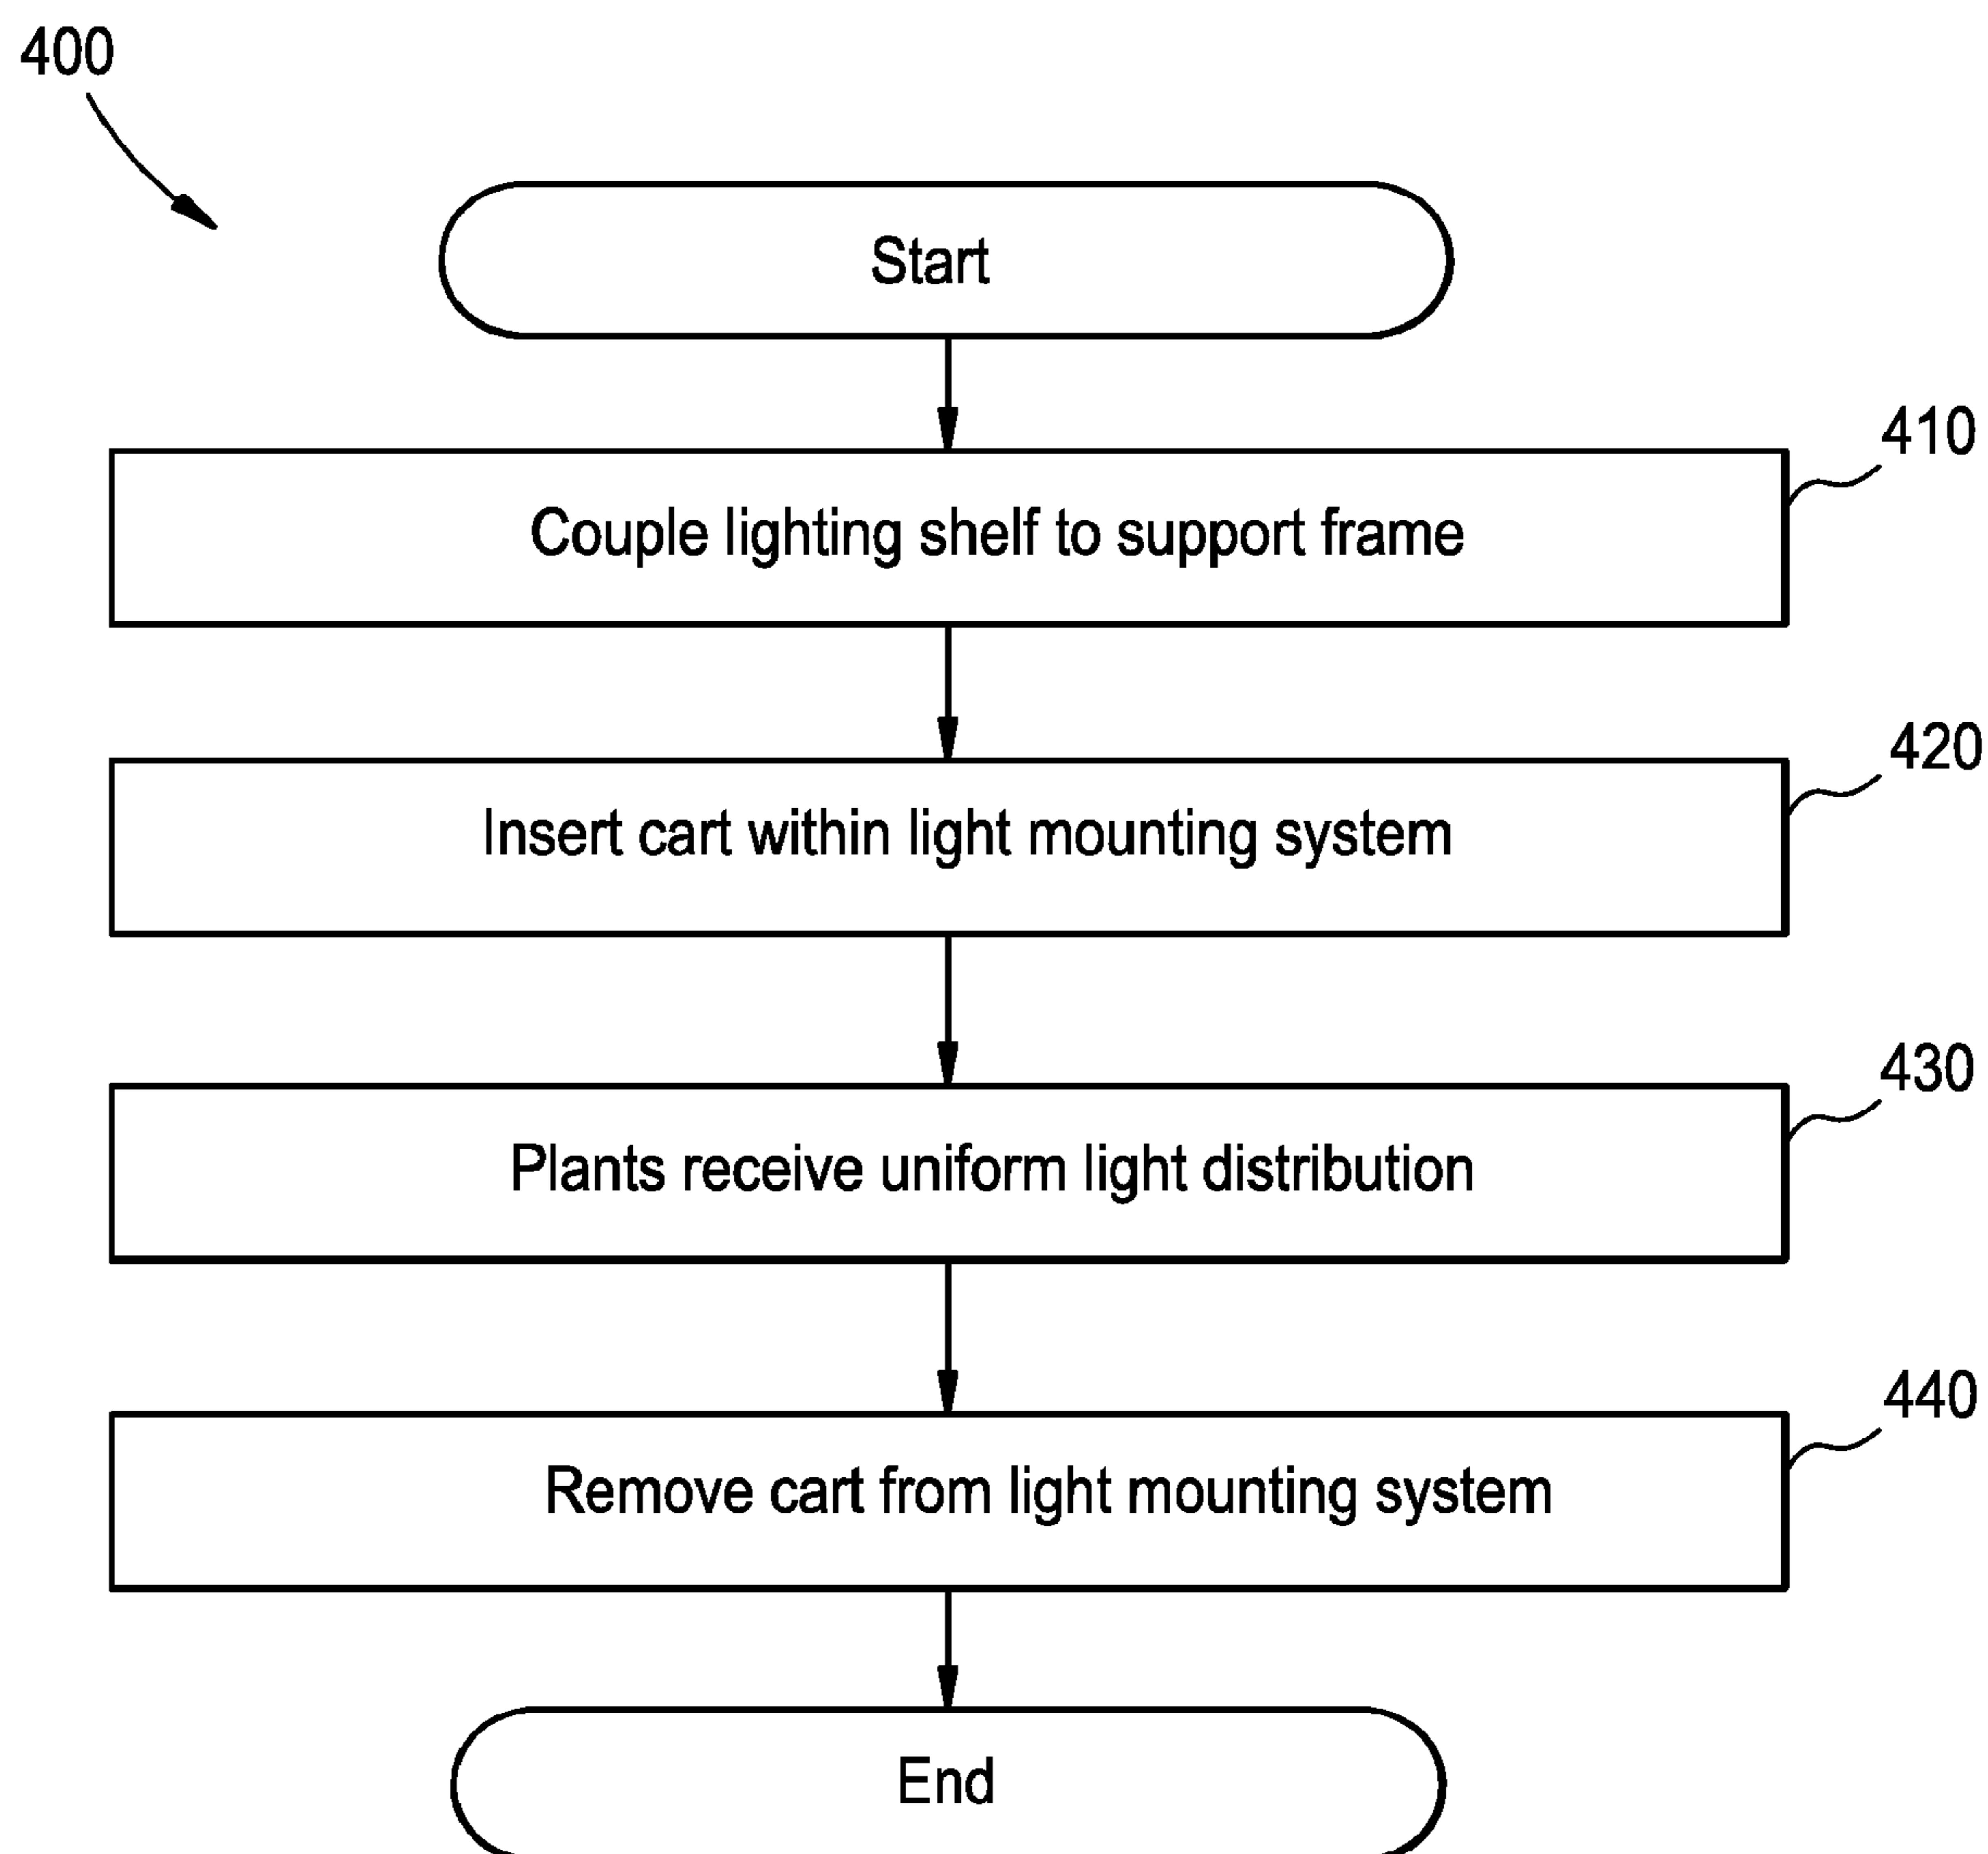 400
Start
410
Couple lighting shelf to support frame
420
Insert cart within light mounting system
430
Plants receive uniform light distribution
440
Remove cart from light mounting system
End